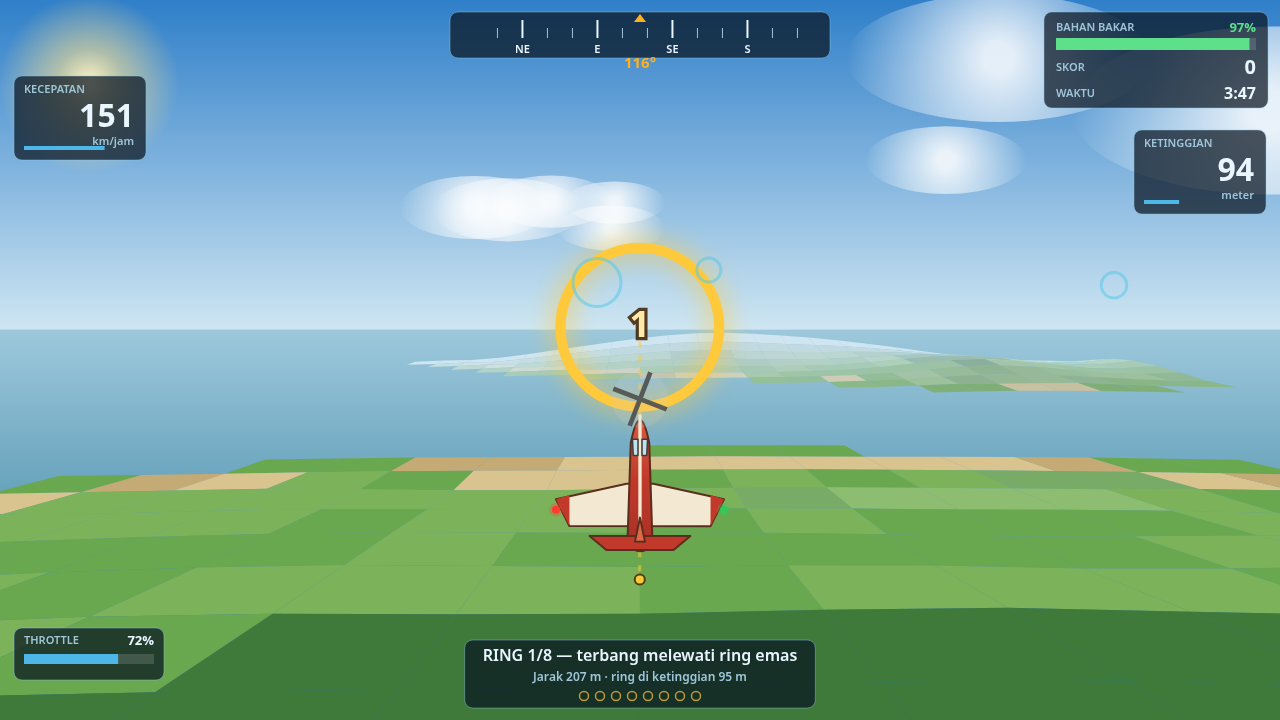 NE E SE S
116°
BAHAN BAKAR 97%
SKOR 0
WAKTU 3:47
KECEPATAN
151
km/jam
KETINGGIAN
94
meter
1
THROTTLE 72%
RING 1/8 — terbang melewati ring emas
Jarak 207 m · ring di ketinggian 95 m